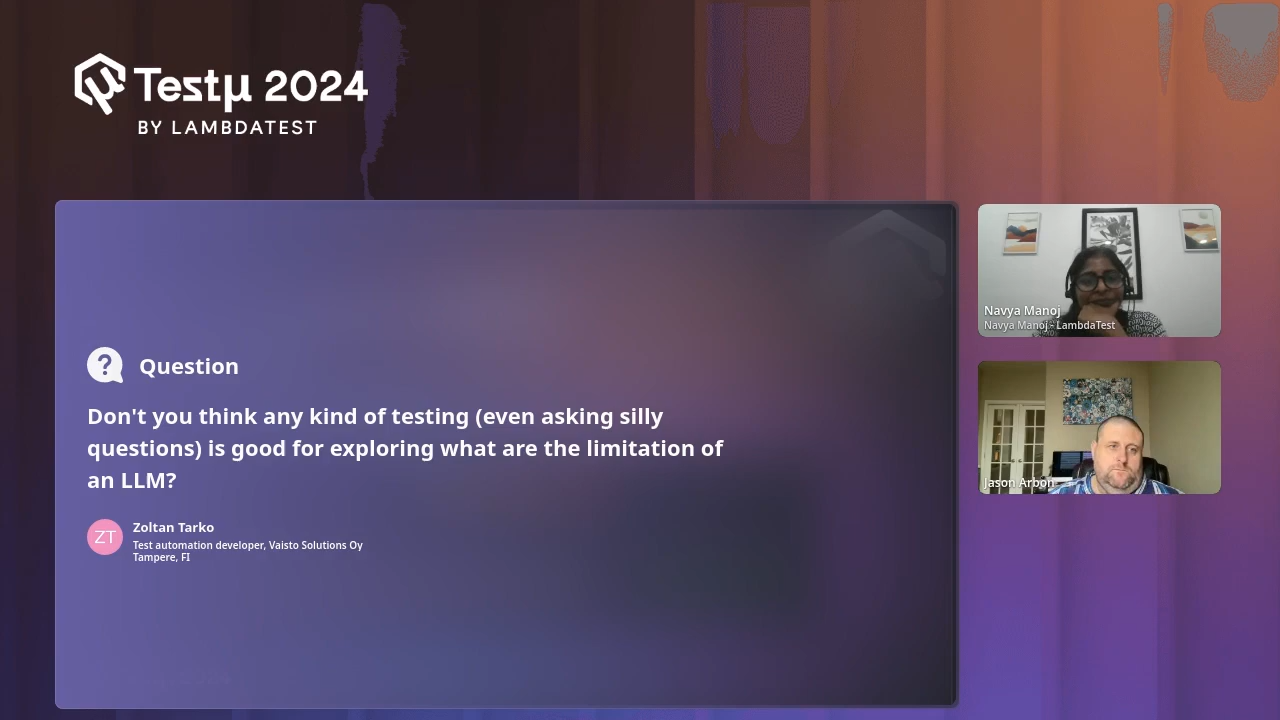 Testμ 2024
BY LAMBDATEST
Question
Don't you think any kind of testing (even asking silly
questions) is good for exploring what are the limitation of
an LLM?
ZT
Zoltan Tarko
Test automation developer, Vaisto Solutions Oy
Tampere, FI
Navya Manoj
Navya Manoj - LambdaTest
Jason Arbon